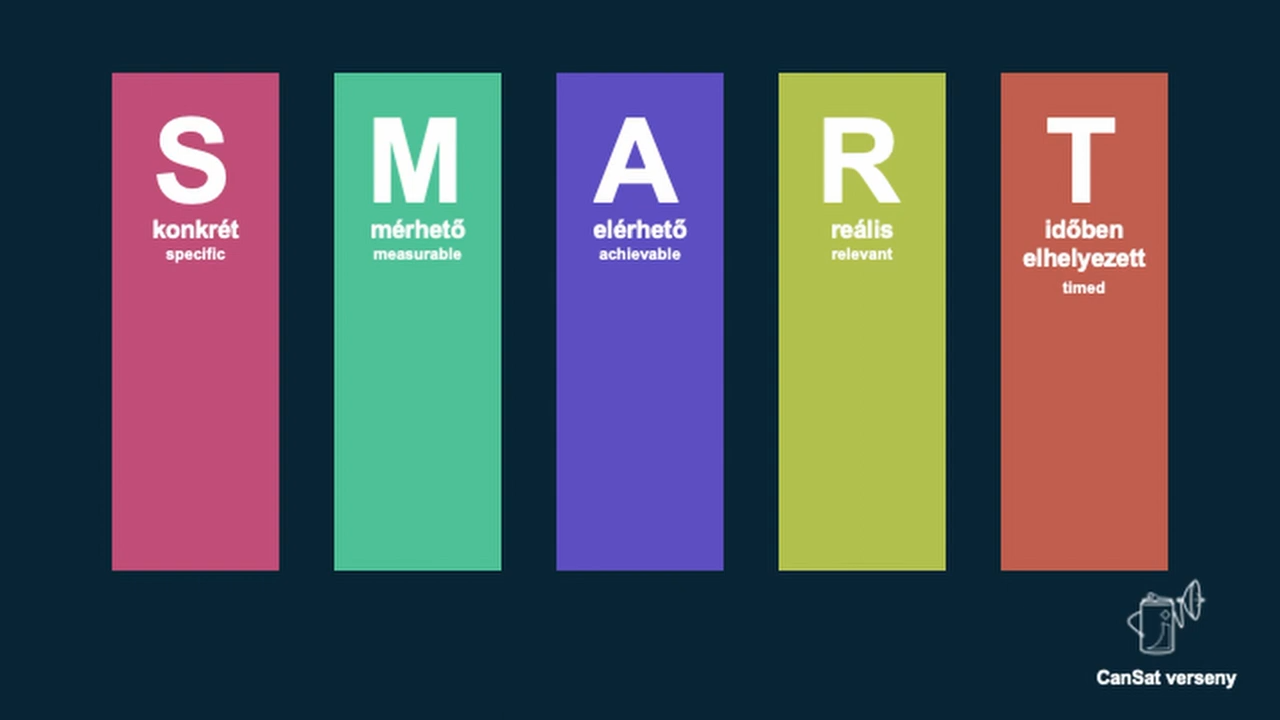 S
konkrét
specific
M
mérhető
measurable
A
elérhető
achievable
R
reális
relevant
T
időben
elhelyezett
timed
CanSat verseny